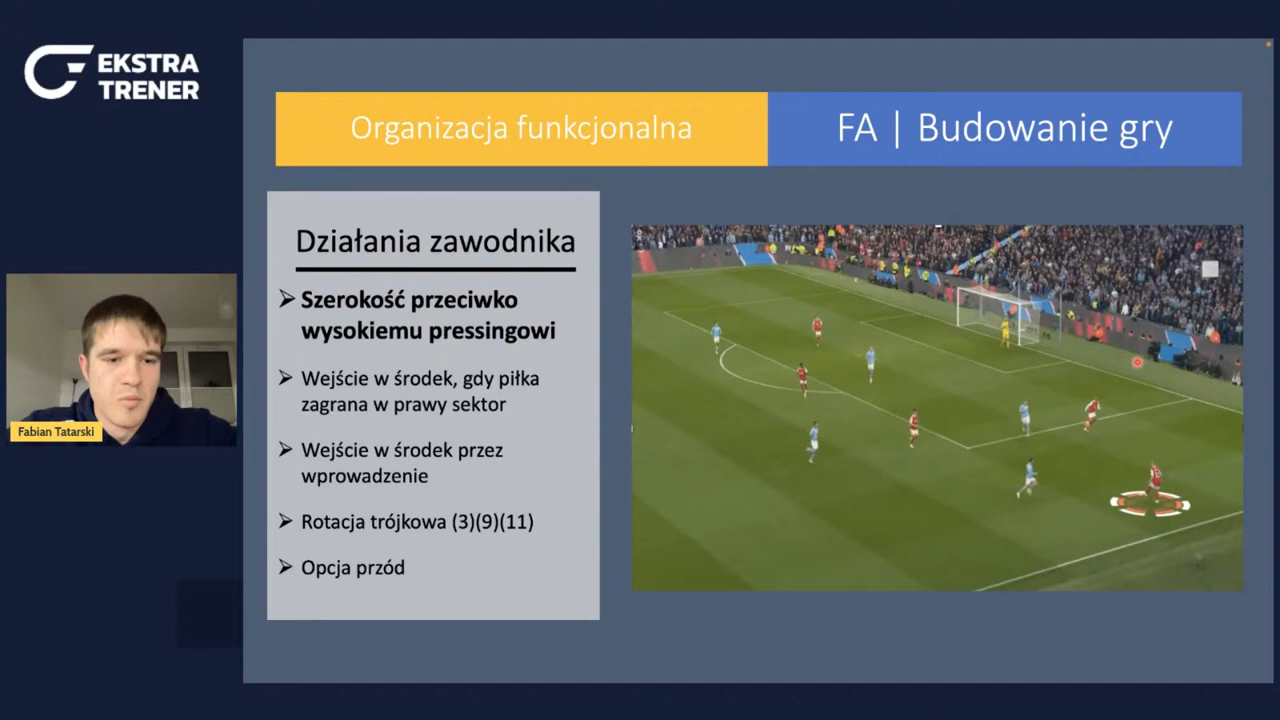 EKSTRA
TRENER
Organizacja funkcjonalna
FA | Budowanie gry
Działania zawodnika
Szerokość przeciwko
wysokiemu pressingowi
Wejście w środek, gdy piłka
zagrana w prawy sektor
Wejście w środek przez
wprowadzenie
Rotacja trójkowa (3)(9)(11)
Opcja przód
Fabian Tatarski